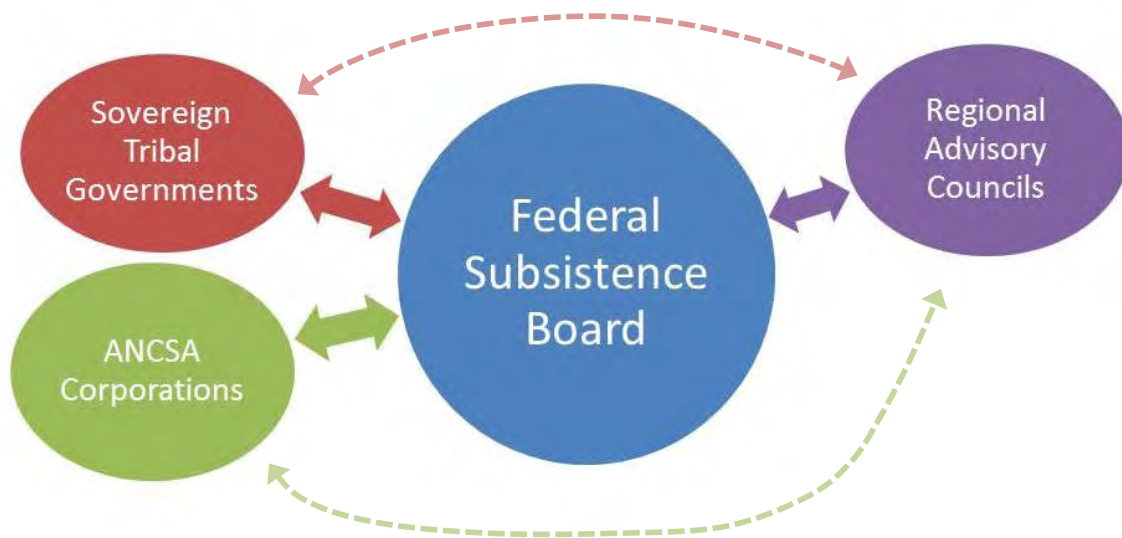 Sovereign
Tribal
Governments
Federal
Subsistence
Board
Regional
Advisory
Councils
ANCSA
Corporations